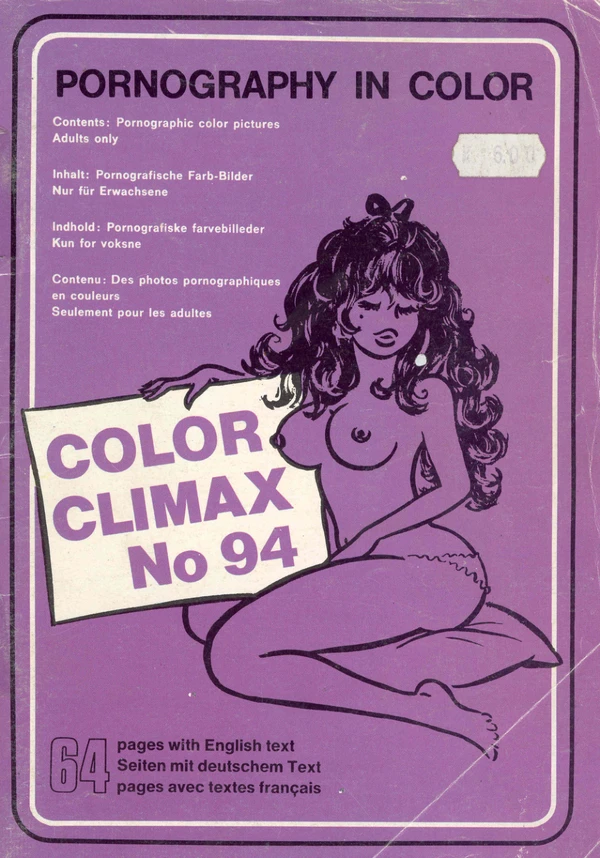 PORNOGRAPHY IN COLOR
Contents: Pornographic color pictures
Adults only
Inhalt: Pornografische Farb-Bilder
Nur für Erwachsene
Indhold: Pornografiske farvebilleder
Kun for voksne
Contenu: Des photos pornographiques
en couleurs
Seulement pour les adultes
COLOR
CLIMAX
No 94
64 pages with English text
Seiten mit deutschem Text
pages avec textes français